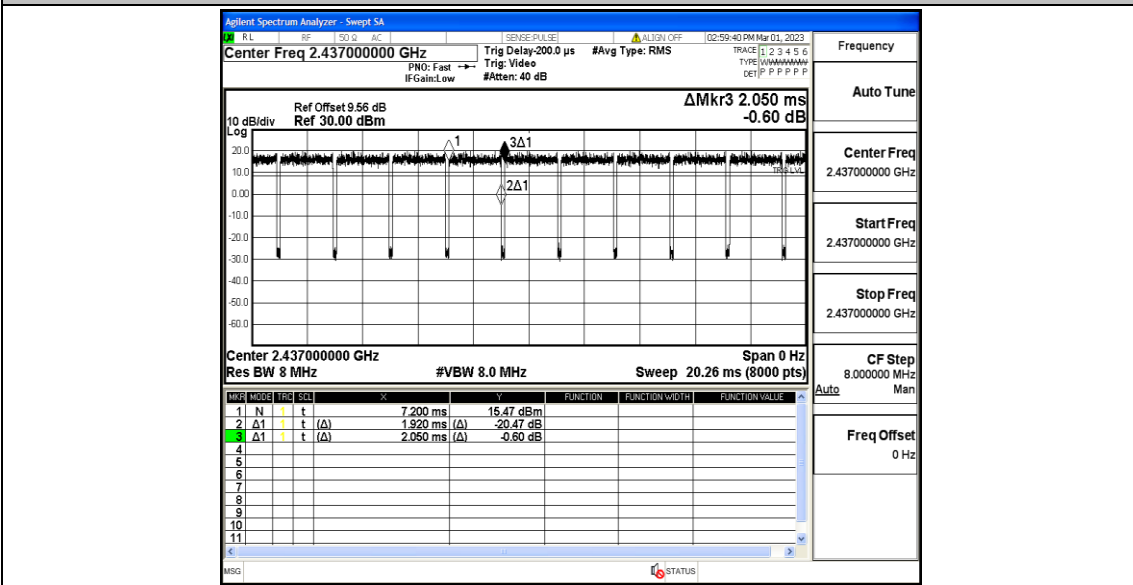 Agilent Spectrum Analyzer - Swept SA
RL RF 50 Ω AC SENSE:PULSE ALIGN OFF 02:59:40 PM Mar 01, 2023
Center Freq 2.437000000 GHz
PNO: Fast
IFGain:Low
Trig Delay-200.0 µs
Trig: Video
#Atten: 40 dB
#Avg Type: RMS
TRACE 1 2 3 4 5 6
TYPE WWWWWW
DET P P P P P P
Frequency
Auto Tune
Center Freq
2.437000000 GHz
Start Freq
2.437000000 GHz
Stop Freq
2.437000000 GHz
CF Step
8.000000 MHz
Auto Man
Freq Offset
0 Hz
ΔMkr3 2.050 ms
-0.60 dB
Ref Offset 9.56 dB
10 dB/div Ref 30.00 dBm
Log
20.0
10.0
0.00
-10.0
-20.0
-30.0
-40.0
-50.0
-60.0
1
3Δ1
2Δ1
TRIG LVL
Center 2.437000000 GHz Span 0 Hz
Res BW 8 MHz #VBW 8.0 MHz Sweep 20.26 ms (8000 pts)
MKR MODE TRC SCL X Y FUNCTION FUNCTION WIDTH FUNCTION VALUE
1 N 1 t 7.200 ms 15.47 dBm
2 Δ1 1 t (Δ) 1.920 ms (Δ) -20.47 dB
3 Δ1 1 t (Δ) 2.050 ms (Δ) -0.60 dB
4
5
6
7
8
9
10
11
MSG STATUS